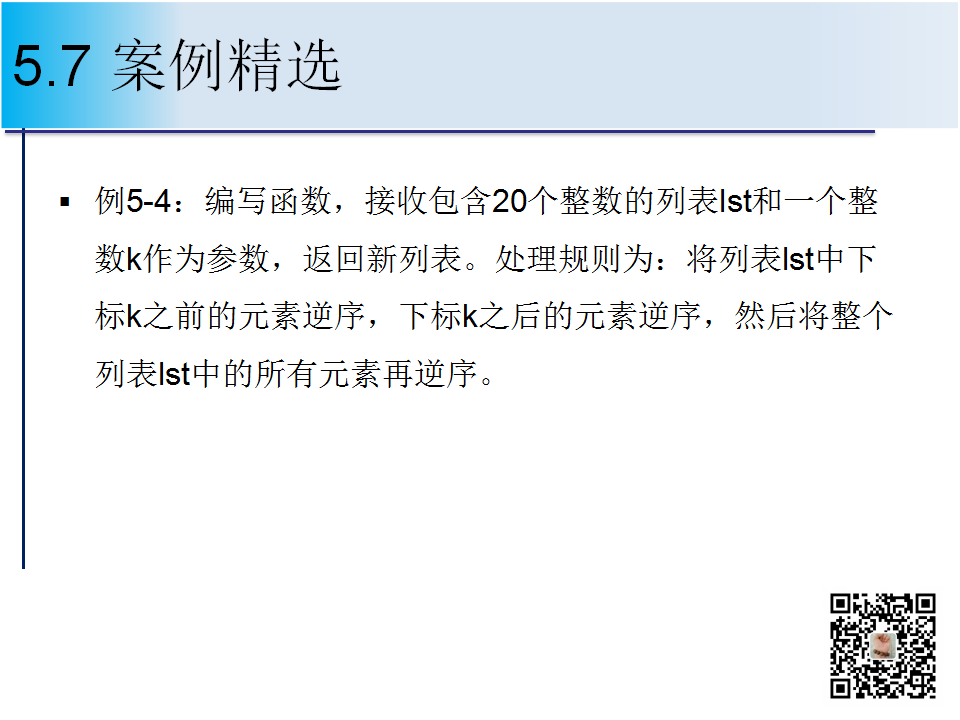 5.7 案例精选
▪ 例5-4：编写函数，接收包含20个整数的列表lst和一个整
数k作为参数，返回新列表。处理规则为：将列表lst中下
标k之前的元素逆序，下标k之后的元素逆序，然后将整个
列表lst中的所有元素再逆序。